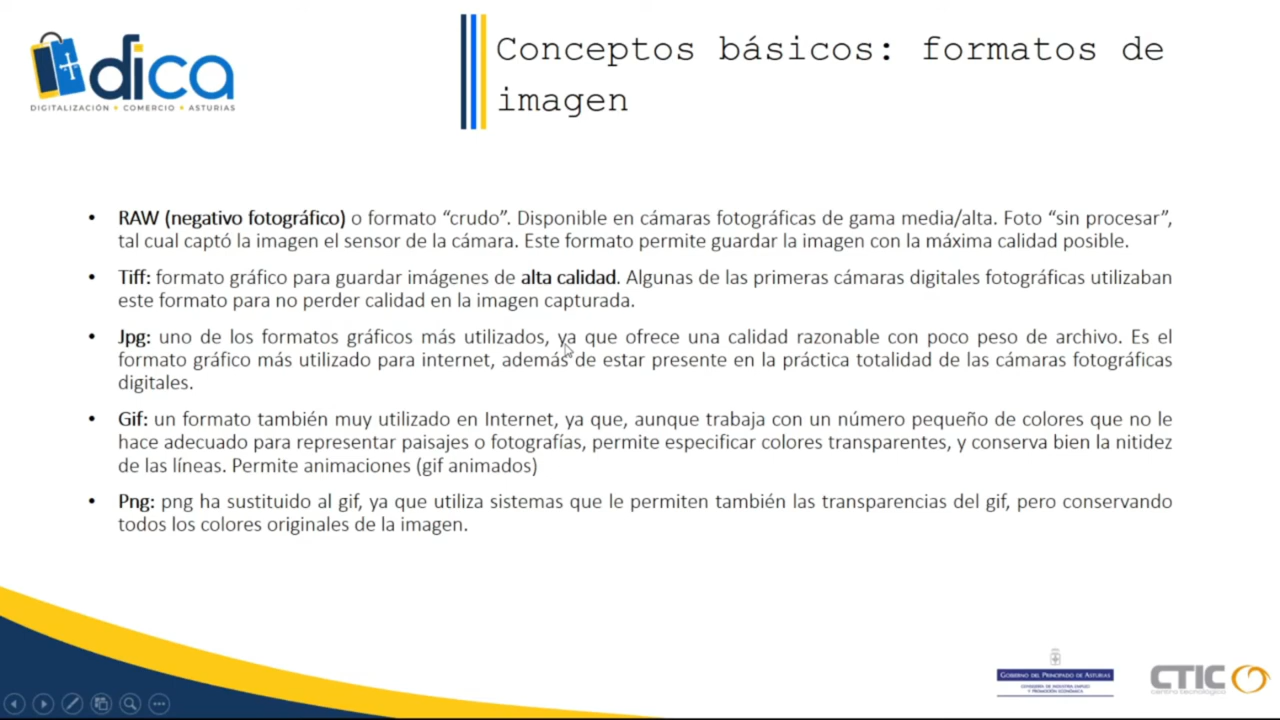 dica
DIGITALIZACIÓN • COMERCIO • ASTURIAS
Conceptos básicos: formatos de
imagen
• RAW (negativo fotográfico) o formato “crudo”. Disponible en cámaras fotográficas de gama media/alta. Foto “sin procesar”,
tal cual captó la imagen el sensor de la cámara. Este formato permite guardar la imagen con la máxima calidad posible.
• Tiff: formato gráfico para guardar imágenes de alta calidad. Algunas de las primeras cámaras digitales fotográficas utilizaban
este formato para no perder calidad en la imagen capturada.
• Jpg: uno de los formatos gráficos más utilizados, ya que ofrece una calidad razonable con poco peso de archivo. Es el
formato gráfico más utilizado para internet, además de estar presente en la práctica totalidad de las cámaras fotográficas
digitales.
• Gif: un formato también muy utilizado en Internet, ya que, aunque trabaja con un número pequeño de colores que no le
hace adecuado para representar paisajes o fotografías, permite especificar colores transparentes, y conserva bien la nitidez
de las líneas. Permite animaciones (gif animados)
• Png: png ha sustituido al gif, ya que utiliza sistemas que le permiten también las transparencias del gif, pero conservando
todos los colores originales de la imagen.
GOBIERNO DEL PRINCIPADO DE ASTURIAS
CONSEJERÍA DE INDUSTRIA, EMPLEO
Y PROMOCIÓN ECONÓMICA
CTIC
centro tecnológico